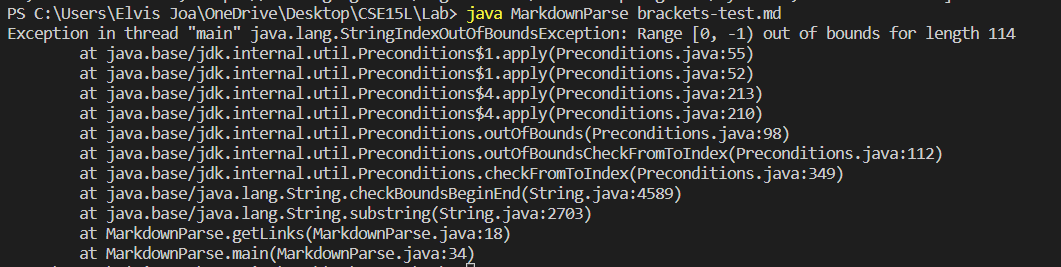 PS C:\Users\Elvis Joa\OneDrive\Desktop\CSE15L\Lab> java MarkdownParse brackets-test.md
Exception in thread "main" java.lang.StringIndexOutOfBoundsException: Range [0, -1) out of bounds for length 114
at java.base/jdk.internal.util.Preconditions$1.apply(Preconditions.java:55)
at java.base/jdk.internal.util.Preconditions$1.apply(Preconditions.java:52)
at java.base/jdk.internal.util.Preconditions$4.apply(Preconditions.java:213)
at java.base/jdk.internal.util.Preconditions$4.apply(Preconditions.java:210)
at java.base/jdk.internal.util.Preconditions.outOfBounds(Preconditions.java:98)
at java.base/jdk.internal.util.Preconditions.outOfBoundsCheckFromToIndex(Preconditions.java:112)
at java.base/jdk.internal.util.Preconditions.checkFromToIndex(Preconditions.java:349)
at java.base/java.lang.String.checkBoundsBeginEnd(String.java:4589)
at java.base/java.lang.String.substring(String.java:2703)
at MarkdownParse.getLinks(MarkdownParse.java:18)
at MarkdownParse.main(MarkdownParse.java:34)